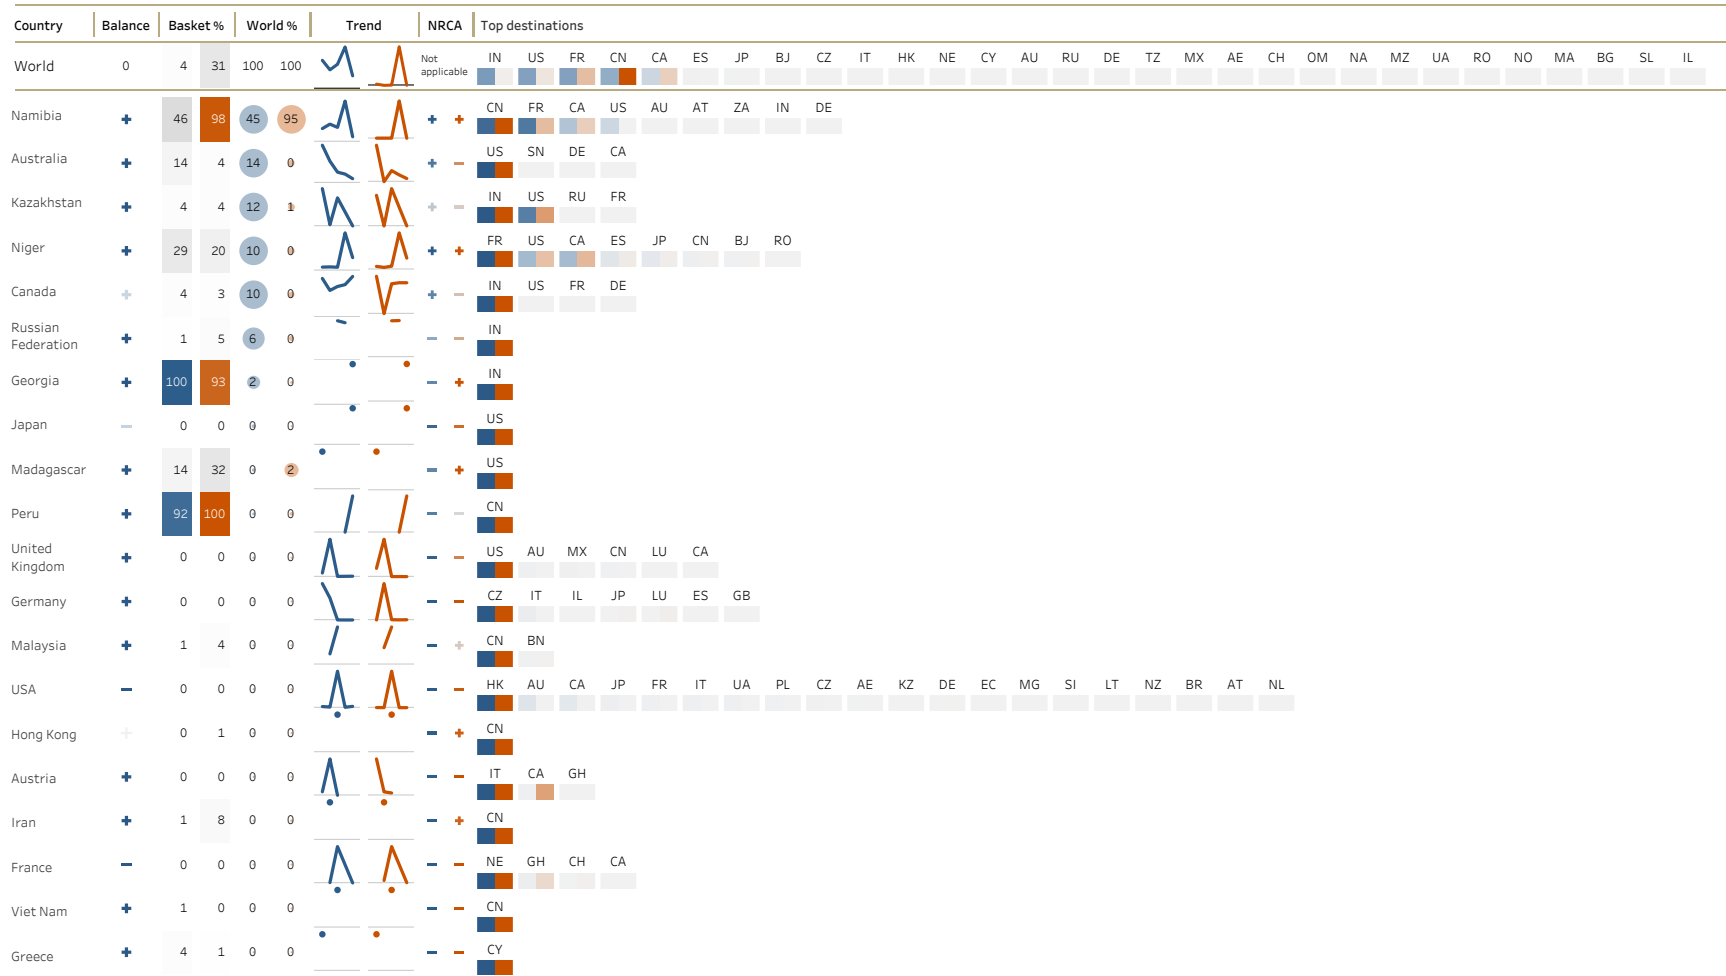 Country Balance Basket % World % Trend NRCA Top destinations
World 0 4 31 100 100 Not applicable IN US FR CN CA ES JP BJ CZ IT HK NE CY AU RU DE TZ MX AE CH OM NA MZ UA RO NO MA BG SL IL
Namibia + 46 98 45 95 + + CN FR CA US AU AT ZA IN DE
Australia + 14 4 14 0 + − US SN DE CA
Kazakhstan + 4 4 12 1 + − IN US RU FR
Niger + 29 20 10 0 + + FR US CA ES JP CN BJ RO
Canada + 4 3 10 0 + − IN US FR DE
Russian
Federation + 1 5 6 0 − − IN
Georgia + 100 93 2 0 − + IN
Japan − 0 0 0 0 − − US
Madagascar + 14 32 0 2 − + US
Peru + 92 100 0 0 − − CN
United
Kingdom + 0 0 0 0 − − US AU MX CN LU CA
Germany + 0 0 0 0 − − CZ IT IL JP LU ES GB
Malaysia + 1 4 0 0 − + CN BN
USA − 0 0 0 0 − − HK AU CA JP FR IT UA PL CZ AE KZ DE EC MG SI LT NZ BR AT NL
Hong Kong + 0 1 0 0 − + CN
Austria + 0 0 0 0 − − IT CA GH
Iran + 1 8 0 0 − + CN
France − 0 0 0 0 − − NE GH CH CA
Viet Nam + 1 0 0 0 − − CN
Greece + 4 1 0 0 − − CY